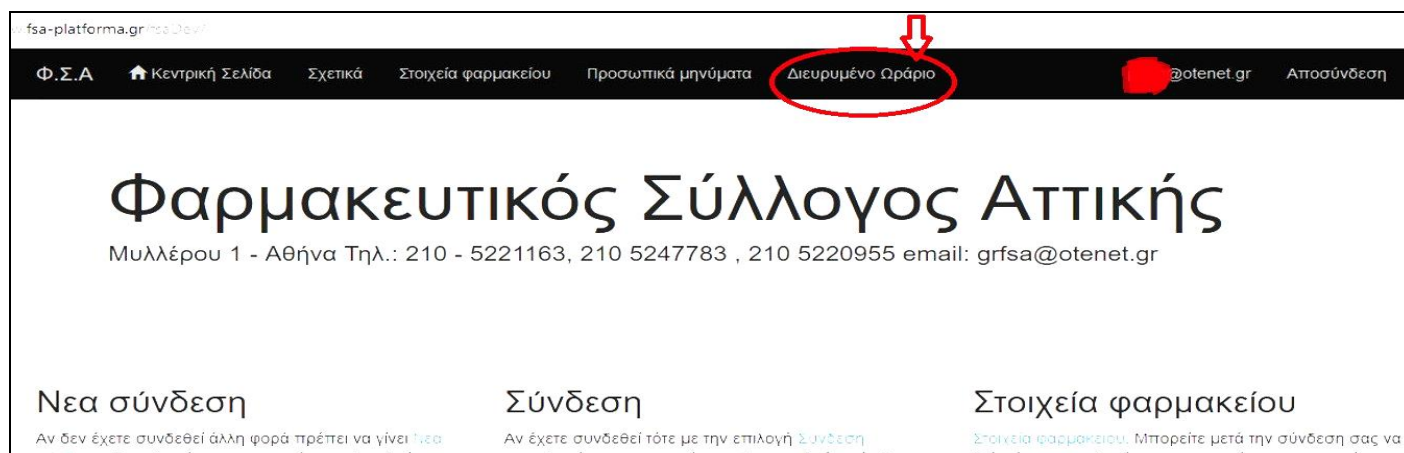 fsa-platforma.gr
Φ.Σ.Α Κεντρική Σελίδα Σχετικά Στοιχεία φαρμακείου Προσωπικά μηνύματα Διευρυμένο Ωράριο @otenet.gr Αποσύνδεση
Φαρμακευτικός Σύλλογος Αττικής
Μυλλέρου 1 - Αθήνα Τηλ.: 210 - 5221163, 210 5247783 , 210 5220955 email: grfsa@otenet.gr
Νεα σύνδεση
Αν δεν έχετε συνδεθεί άλλη φορά πρέπει να γίνει Νεα
Σύνδεση
Αν έχετε συνδεθεί τότε με την επιλογή Σύνδεση
Στοιχεία φαρμακείου
Στοιχεία φαρμακείου. Μπορείτε μετά την σύνδεση σας να